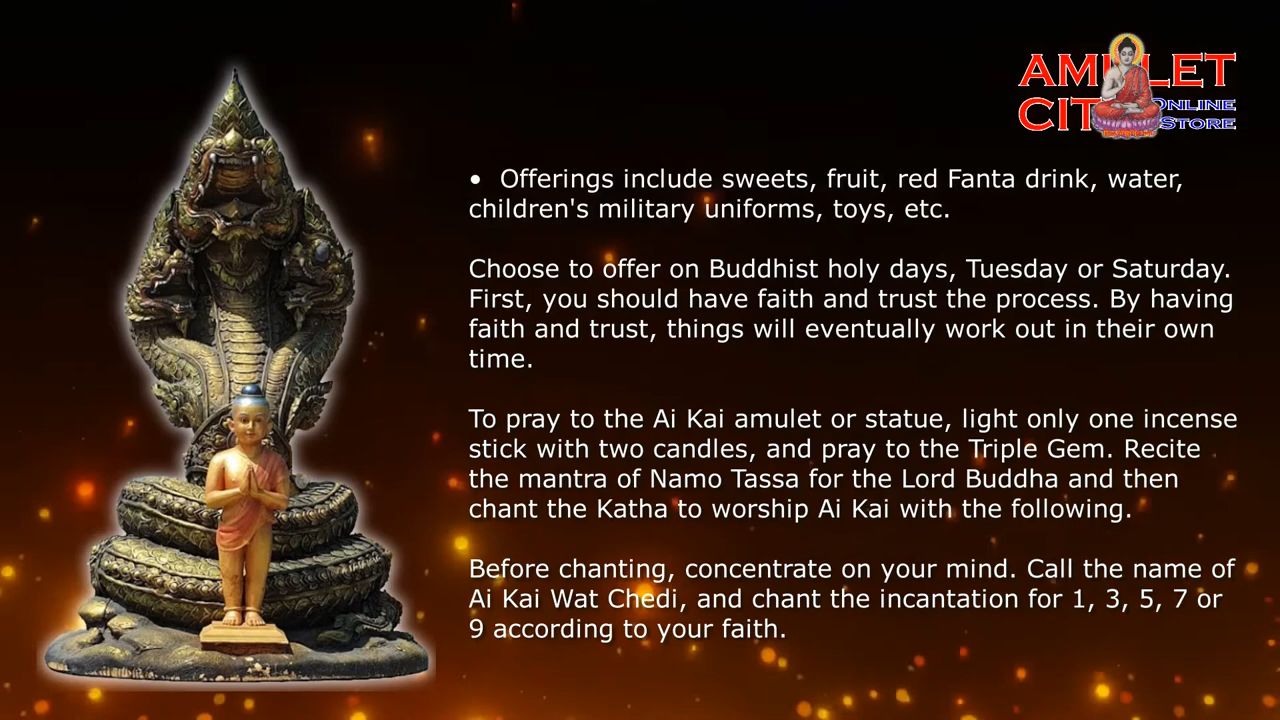 AMULET
CITY ONLINE
STORE
• Offerings include sweets, fruit, red Fanta drink, water,
children's military uniforms, toys, etc.
Choose to offer on Buddhist holy days, Tuesday or Saturday.
First, you should have faith and trust the process. By having
faith and trust, things will eventually work out in their own
time.
To pray to the Ai Kai amulet or statue, light only one incense
stick with two candles, and pray to the Triple Gem. Recite
the mantra of Namo Tassa for the Lord Buddha and then
chant the Katha to worship Ai Kai with the following.
Before chanting, concentrate on your mind. Call the name of
Ai Kai Wat Chedi, and chant the incantation for 1, 3, 5, 7 or
9 according to your faith.